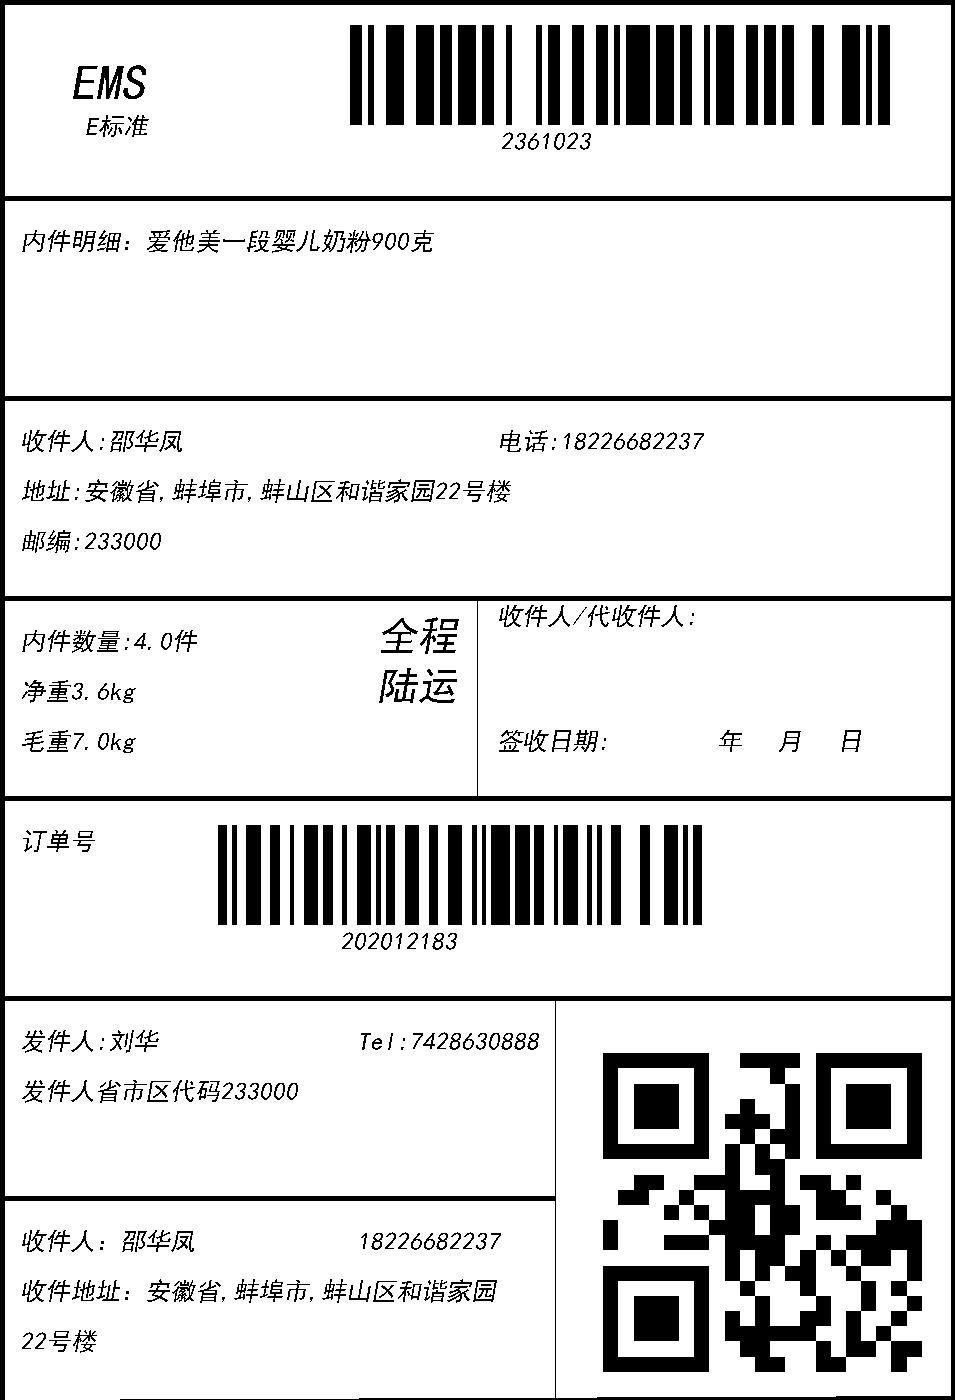 EMS
E标准
2361023
内件明细：爱他美一段婴儿奶粉900克
收件人:邵华凤 电话:18226682237
地址:安徽省,蚌埠市,蚌山区和谐家园22号楼
邮编:233000
内件数量:4.0件
净重3.6kg
毛重7.0kg
全程
陆运
收件人/代收件人:
签收日期: 年 月 日
订单号
202012183
发件人:刘华 Tel:7428630888
发件人省市区代码233000
收件人：邵华凤 18226682237
收件地址：安徽省,蚌埠市,蚌山区和谐家园
22号楼